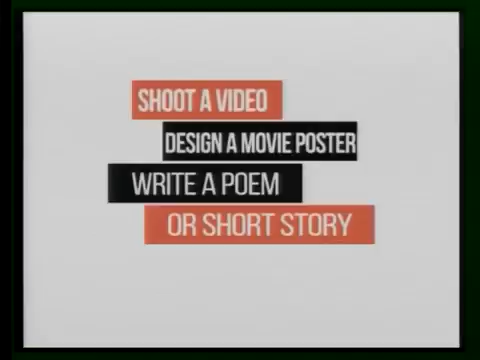 SHOOT A VIDEO
DESIGN A MOVIE POSTER
WRITE A POEM
OR SHORT STORY